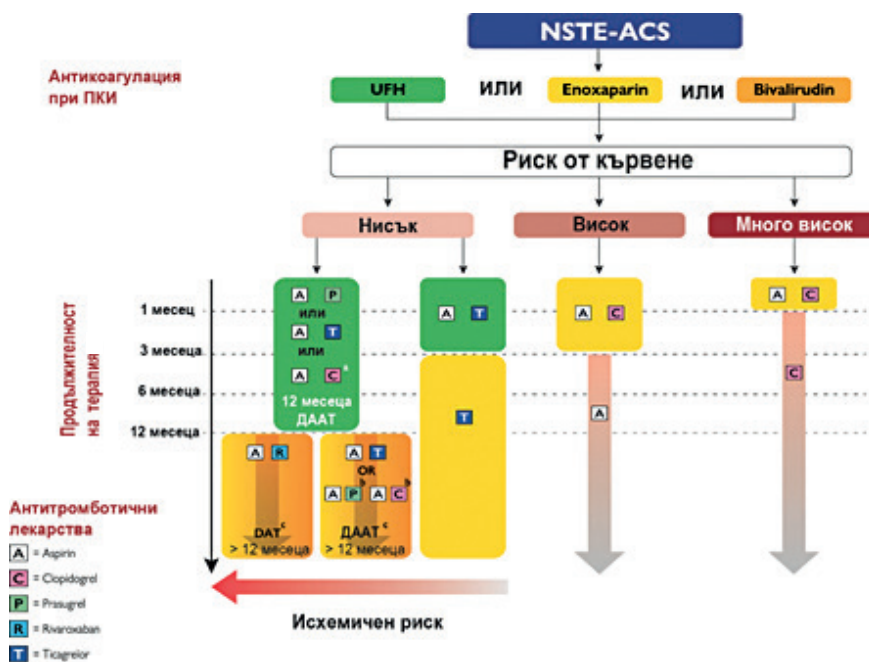 NSTE-ACS
Антикоагулация
при ПКИ
UFH ИЛИ Enoxaparin ИЛИ Bivalirudin
Риск от кървене
Нисък Висок Много висок
Продължителност
на терапия
1 месец
3 месеца
6 месеца
12 месеца
A P
или
A T
или
A C a
12 месеца
ДААТ
A R
DAT c
> 12 месеца
A T
OR
A P b A C b
ДААТ c
> 12 месеца
A T
T
A C
A
A C
C
Исхемичен риск
Антитромботични
лекарства
A = Aspirin
C = Clopidogrel
P = Prasugrel
R = Rivaroxaban
T = Ticagrelor